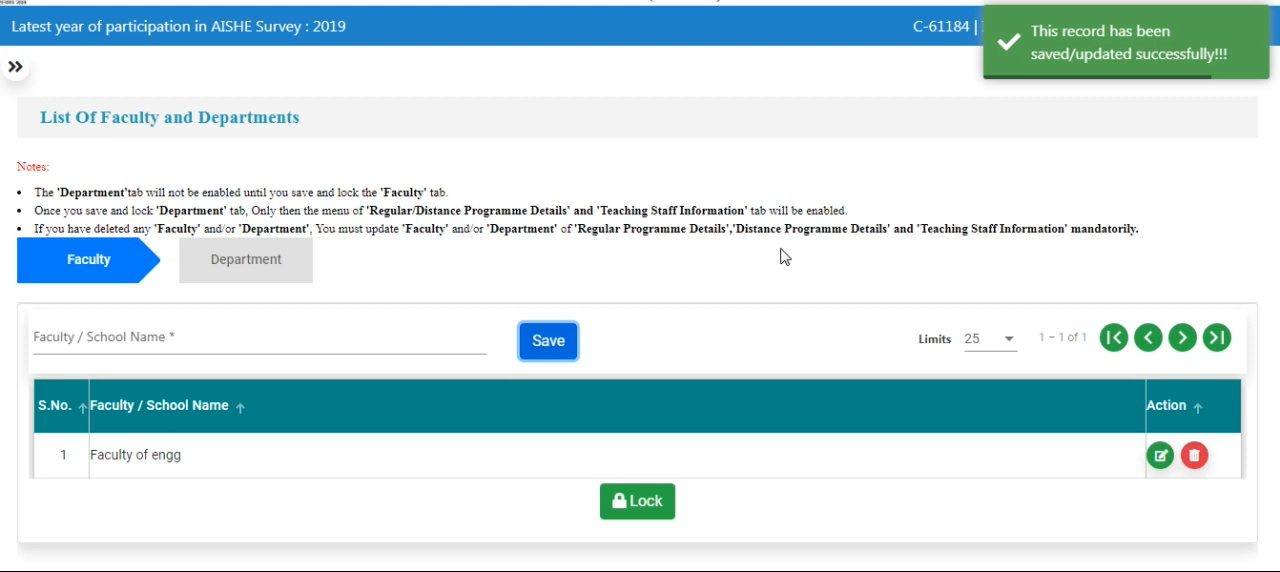 Latest year of participation in AISHE Survey : 2019
C-61184 |
This record has been
saved/updated successfully!!!
List Of Faculty and Departments
Notes:
• The 'Department'tab will not be enabled until you save and lock the 'Faculty' tab.
• Once you save and lock 'Department' tab, Only then the menu of 'Regular/Distance Programme Details' and 'Teaching Staff Information' tab will be enabled.
• If you have deleted any 'Faculty' and/or 'Department', You must update 'Faculty' and/or 'Department' of 'Regular Programme Details','Distance Programme Details' and 'Teaching Staff Information' mandatorily.
Faculty
Department
Faculty / School Name *
Save
Limits 25
1 – 1 of 1
S.No. Faculty / School Name Action
1 Faculty of engg
Lock